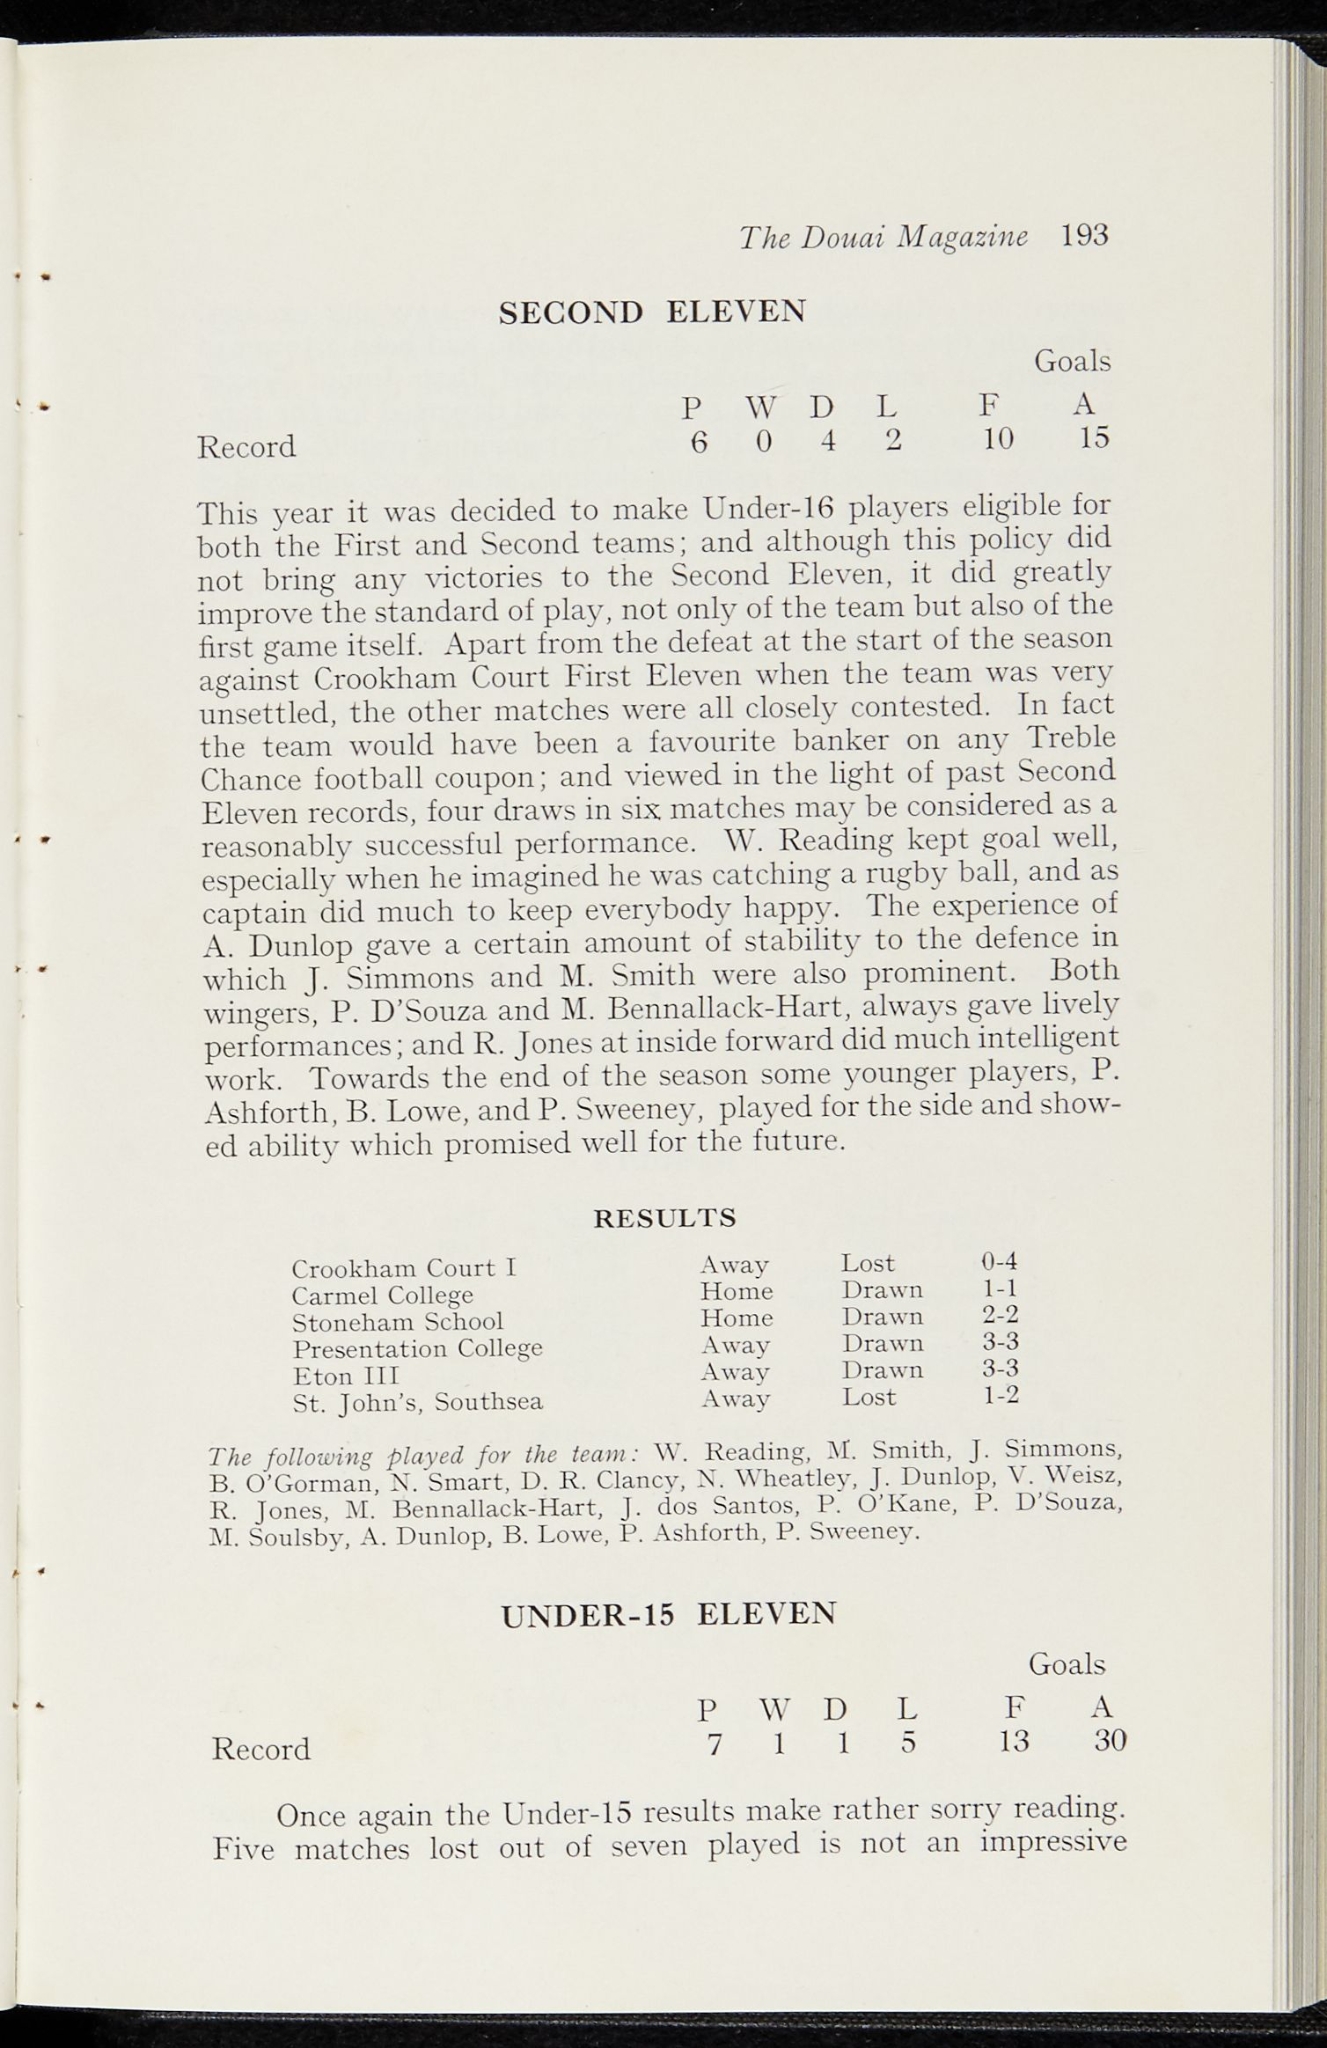 The Douai Magazine 193
SECOND ELEVEN
Goals
P W D L F A
Record 6 0 4 2 10 15
This year it was decided to make Under-16 players eligible for
both the First and Second teams; and although this policy did
not bring any victories to the Second Eleven, it did greatly
improve the standard of play, not only of the team but also of the
first game itself. Apart from the defeat at the start of the season
against Crookham Court First Eleven when the team was very
unsettled, the other matches were all closely contested. In fact
the team would have been a favourite banker on any Treble
Chance football coupon; and viewed in the light of past Second
Eleven records, four draws in six matches may be considered as a
reasonably successful performance. W. Reading kept goal well,
especially when he imagined he was catching a rugby ball, and as
captain did much to keep everybody happy. The experience of
A. Dunlop gave a certain amount of stability to the defence in
which J. Simmons and M. Smith were also prominent. Both
wingers, P. D'Souza and M. Bennallack-Hart, always gave lively
performances; and R. Jones at inside forward did much intelligent
work. Towards the end of the season some younger players, P.
Ashforth, B. Lowe, and P. Sweeney, played for the side and show-
ed ability which promised well for the future.
RESULTS
Crookham Court I Away Lost 0-4
Carmel College Home Drawn 1-1
Stoneham School Home Drawn 2-2
Presentation College Away Drawn 3-3
Eton III Away Drawn 3-3
St. John's, Southsea Away Lost 1-2
The following played for the team: W. Reading, M. Smith, J. Simmons,
B. O'Gorman, N. Smart, D. R. Clancy, N. Wheatley, J. Dunlop, V. Weisz,
R. Jones, M. Bennallack-Hart, J. dos Santos, P. O'Kane, P. D'Souza,
M. Soulsby, A. Dunlop, B. Lowe, P. Ashforth, P. Sweeney.
UNDER-15 ELEVEN
Goals
P W D L F A
Record 7 1 1 5 13 30
Once again the Under-15 results make rather sorry reading.
Five matches lost out of seven played is not an impressive